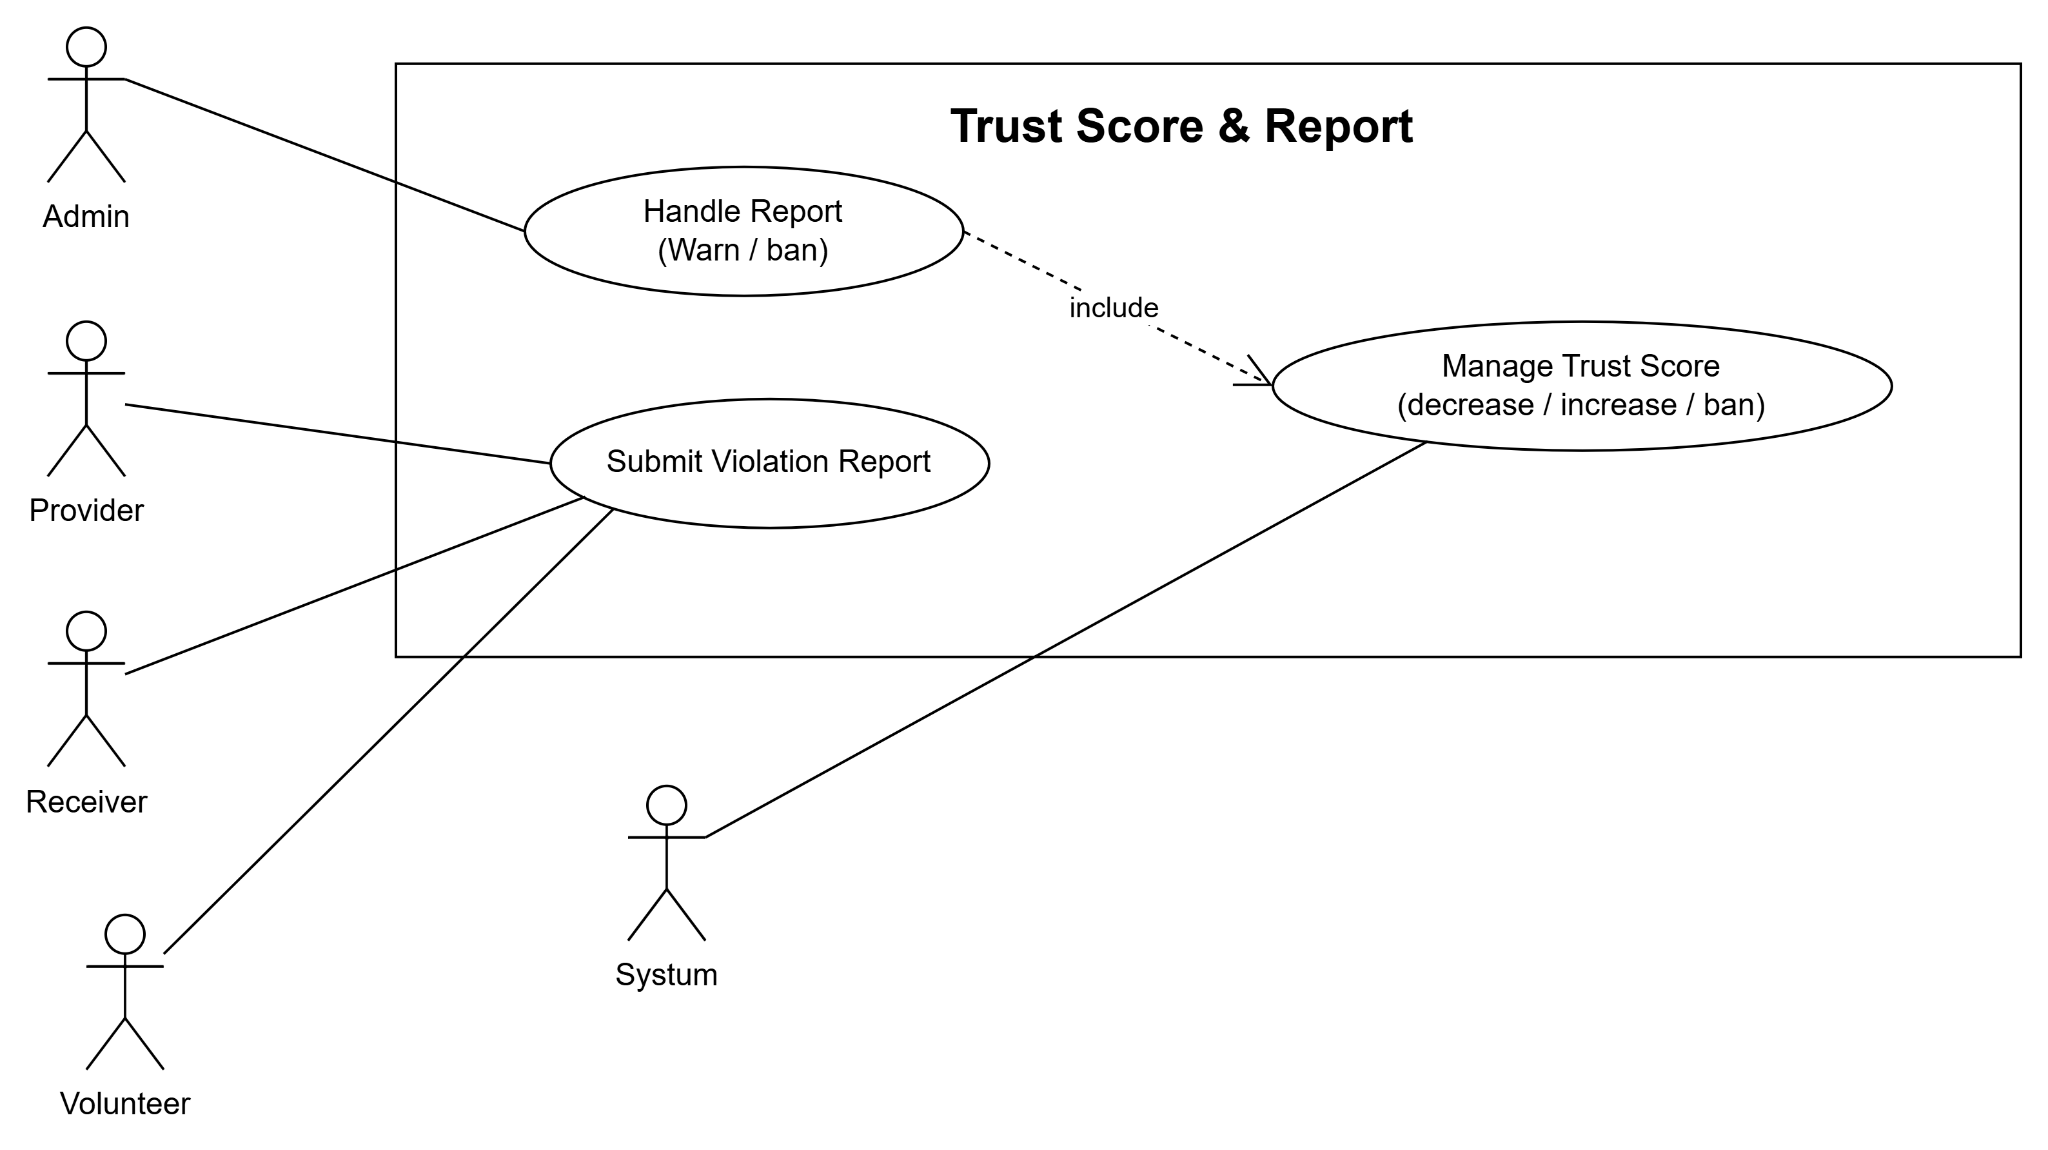 Trust Score & Report
Admin
Handle Report
(Warn / ban)
include
Manage Trust Score
(decrease / increase / ban)
Provider
Submit Violation Report
Receiver
Systum
Volunteer